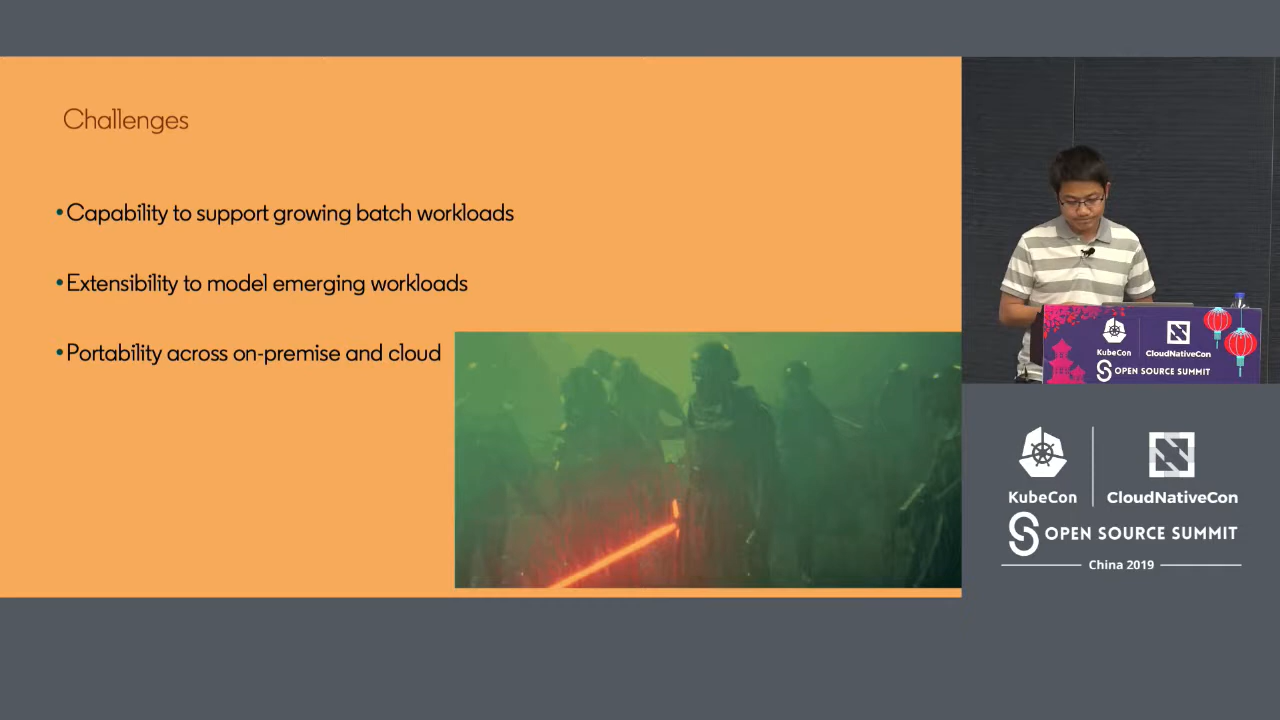 Challenges
•Capability to support growing batch workloads
•Extensibility to model emerging workloads
•Portability across on-premise and cloud
KubeCon
CloudNativeCon
OPEN SOURCE SUMMIT
KubeCon
CloudNativeCon
OPEN SOURCE SUMMIT
China 2019